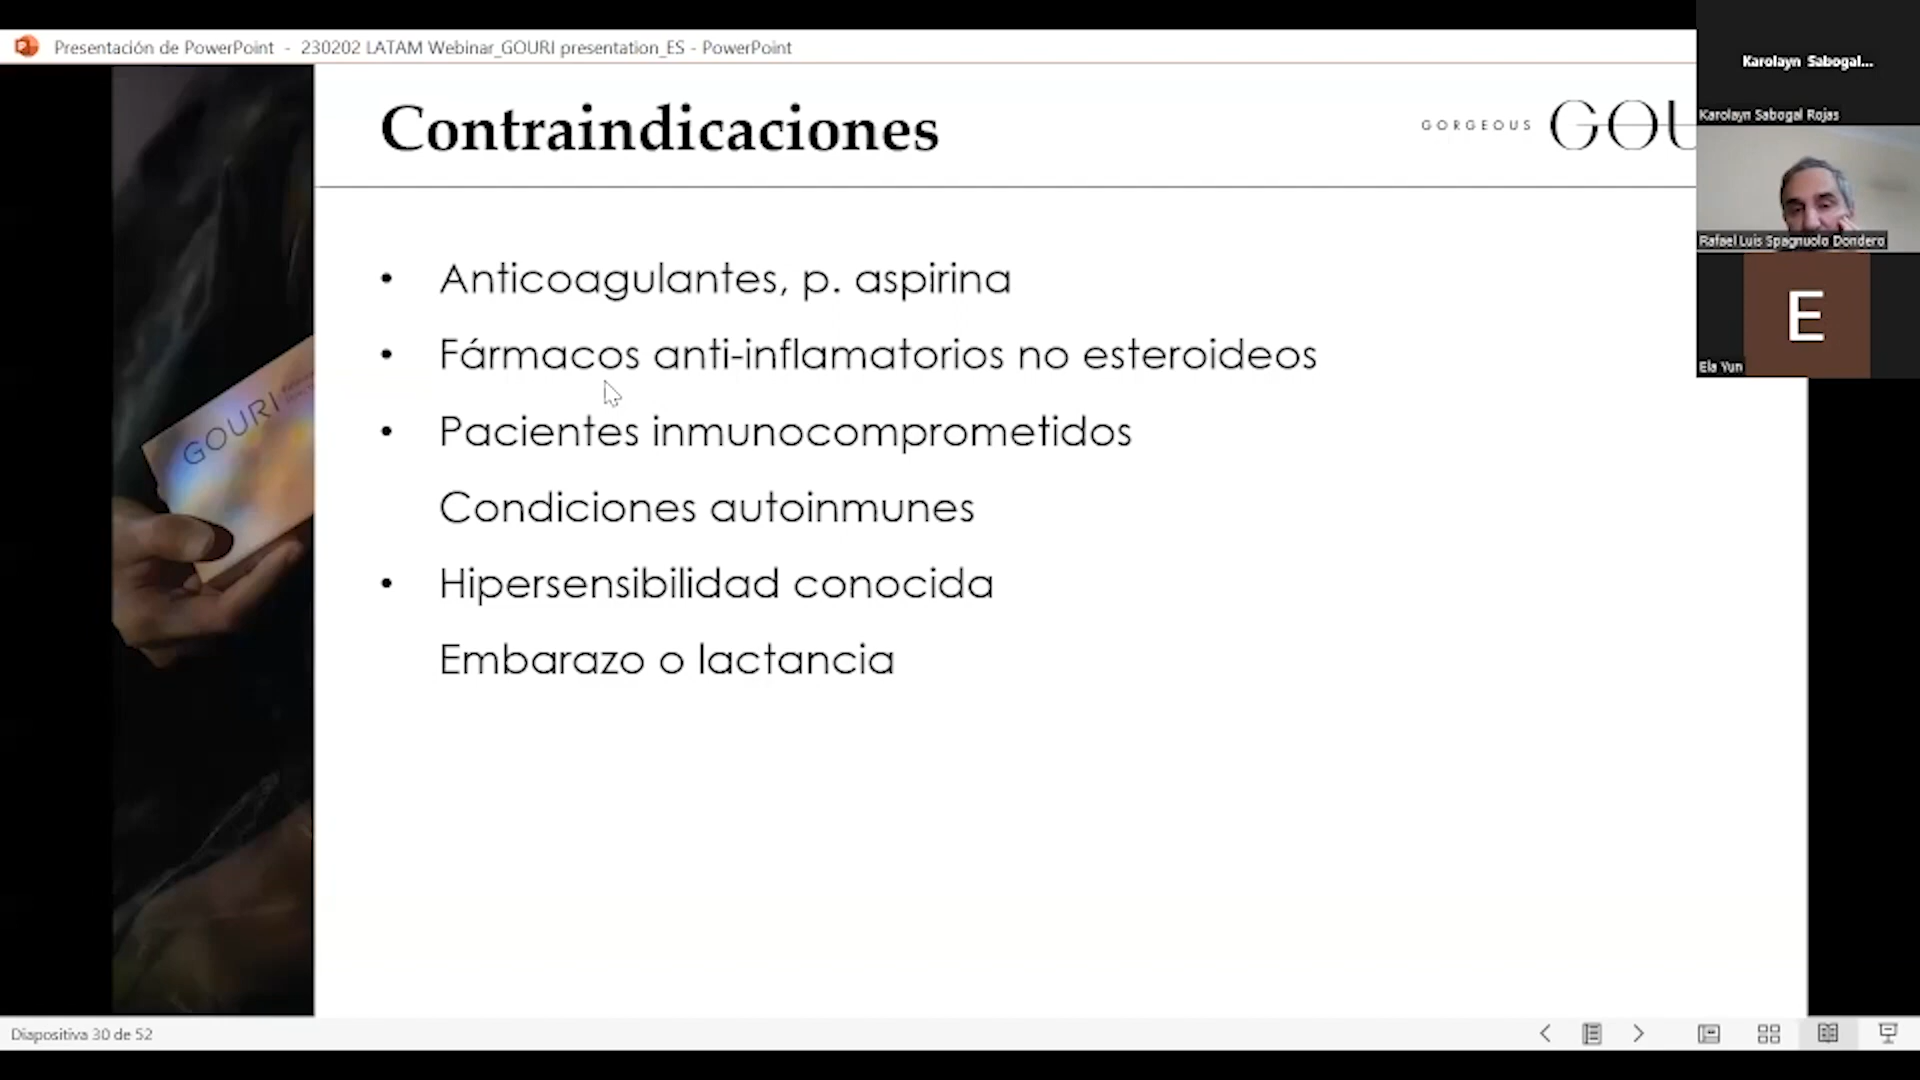 Presentación de PowerPoint - 230202 LATAM Webinar_GOURI presentation_ES - PowerPoint
Karolayn Sabogal...
Karolayn Sabogal Rojas
Contraindicaciones
GORGEOUS GOU
Rafael Luis Spagnuolo Dondero
• Anticoagulantes, p. aspirina
E
• Fármacos anti-inflamatorios no esteroideos
Ela Yun
GOURI
• Pacientes inmunocomprometidos
Condiciones autoinmunes
• Hipersensibilidad conocida
Embarazo o lactancia
Diapositiva 30 de 52